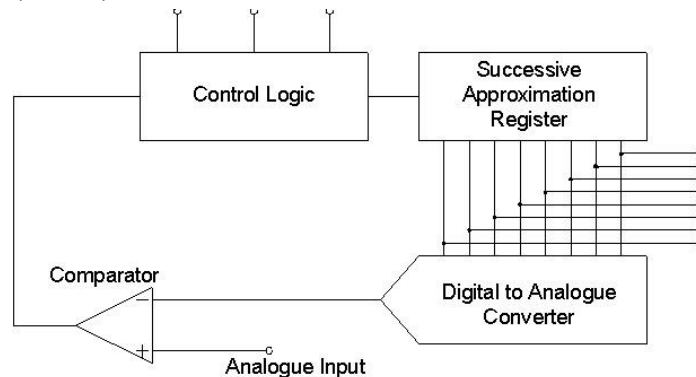 Control Logic
Successive
Approximation
Register
Comparator
Digital to Analogue
Converter
Analogue Input